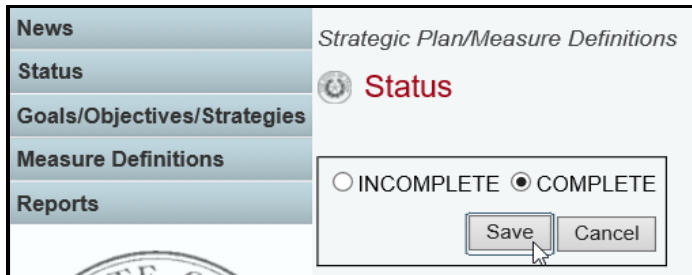 News
Status
Goals/Objectives/Strategies
Measure Definitions
Reports
Strategic Plan/Measure Definitions
Status
INCOMPLETE COMPLETE
Save Cancel